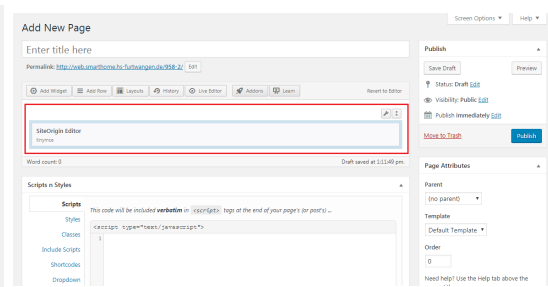 Screen Options ▼
Help ▼
Add New Page
Enter title here
Permalink: http://web.smarthome.hs-furtwangen.de/958-2/ Edit
Add Widget
Add Row
Layouts
History
Live Editor
Addons
Learn
Revert to Editor
SiteOrigin Editor
tinymce
Word count: 0
Draft saved at 1:11:49 pm.
Scripts n Styles
Scripts
Styles
Classes
Include Scripts
Shortcodes
Dropdown
This code will be included verbatim in <script> tags at the end of your page's (or post's) ...
<script type="text/javascript">
1
Publish
Save Draft
Preview
Status: Draft Edit
Visibility: Public Edit
Publish immediately Edit
Move to Trash
Publish
Page Attributes
Parent
(no parent) ▼
Template
Default Template ▼
Order
0
Need help? Use the Help tab above the